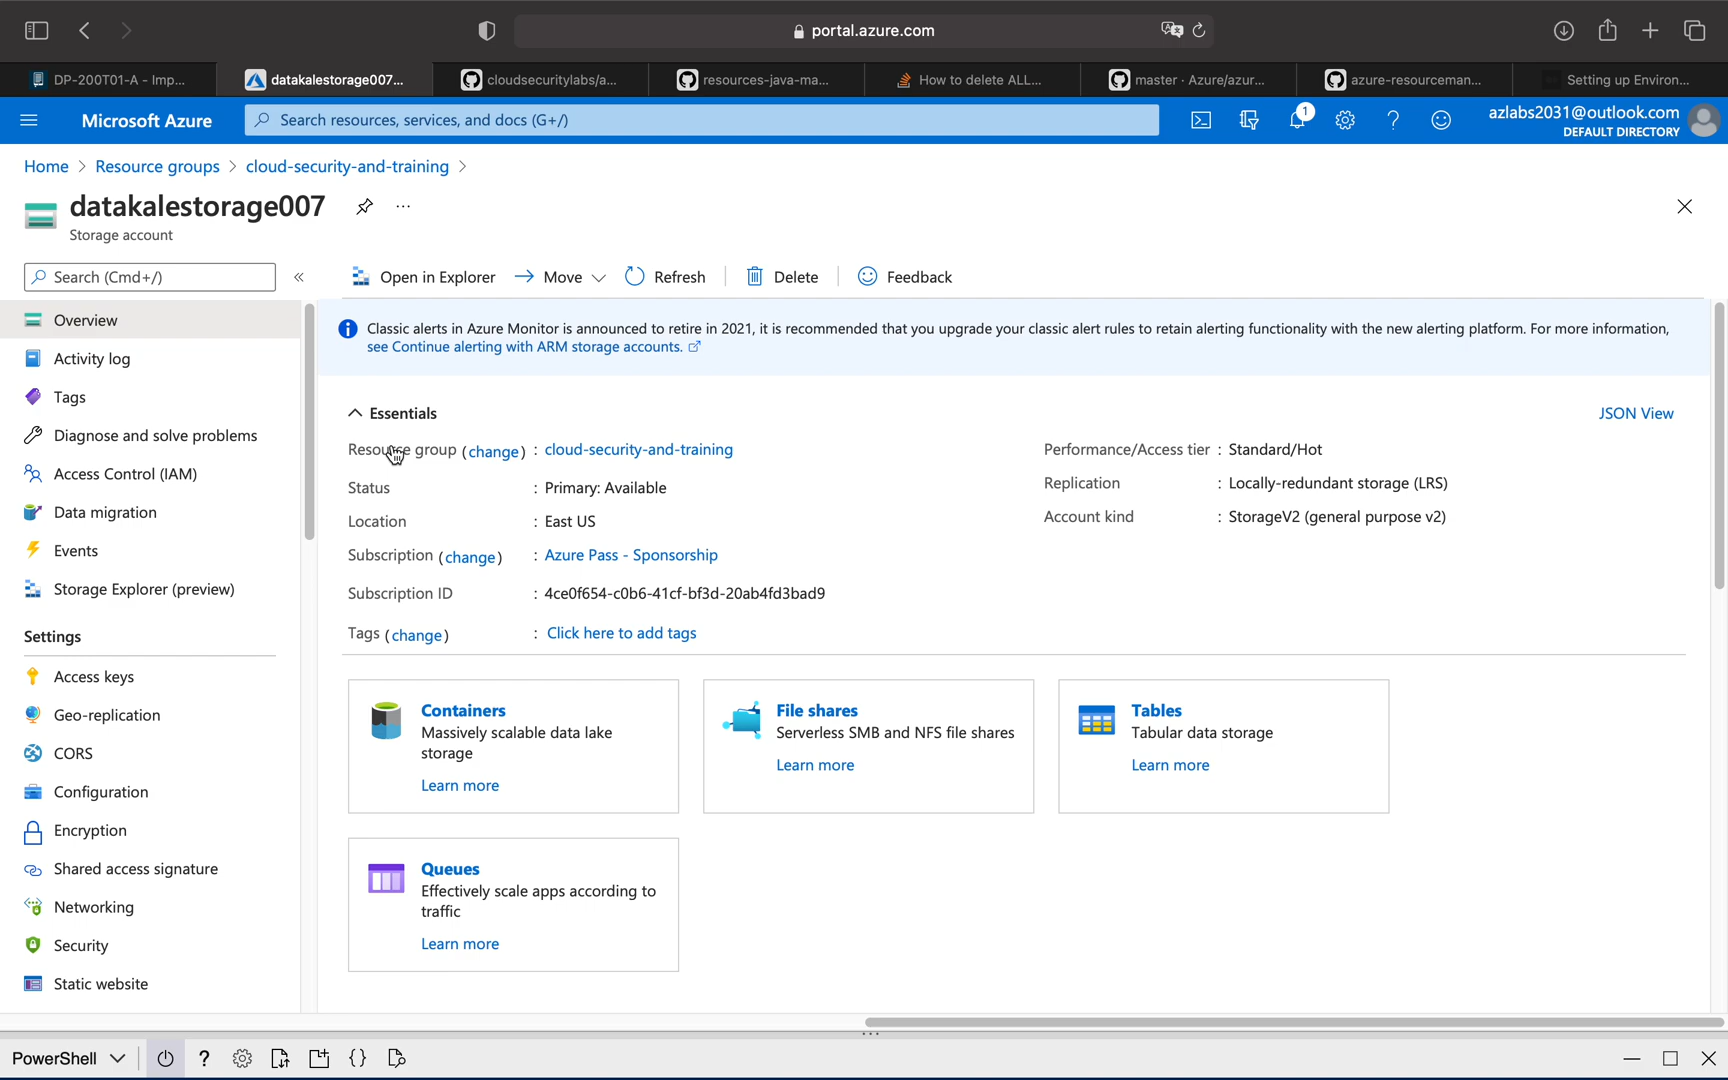 portal.azure.com
DP-200T01-A - Imp...
datakalestorage007...
cloudsecuritylabs/a...
resources-java-ma...
How to delete ALL...
master · Azure/azur...
azure-resourceman...
Setting up Environ...
Microsoft Azure
Search resources, services, and docs (G+/)
1
azlabs2031@outlook.com
DEFAULT DIRECTORY
Home > Resource groups > cloud-security-and-training >
datakalestorage007
Storage account
Search (Cmd+/)
Open in Explorer
Move
Refresh
Delete
Feedback
Overview
Activity log
Tags
Diagnose and solve problems
Access Control (IAM)
Data migration
Events
Storage Explorer (preview)
Settings
Access keys
Geo-replication
CORS
Configuration
Encryption
Shared access signature
Networking
Security
Static website
Classic alerts in Azure Monitor is announced to retire in 2021, it is recommended that you upgrade your classic alert rules to retain alerting functionality with the new alerting platform. For more information,
see Continue alerting with ARM storage accounts.
Essentials
JSON View
Resource group (change) : cloud-security-and-training
Status : Primary: Available
Location : East US
Subscription (change) : Azure Pass - Sponsorship
Subscription ID : 4ce0f654-c0b6-41cf-bf3d-20ab4fd3bad9
Tags (change) : Click here to add tags
Performance/Access tier : Standard/Hot
Replication : Locally-redundant storage (LRS)
Account kind : StorageV2 (general purpose v2)
Containers
Massively scalable data lake
storage
Learn more
File shares
Serverless SMB and NFS file shares
Learn more
Tables
Tabular data storage
Learn more
Queues
Effectively scale apps according to
traffic
Learn more
PowerShell